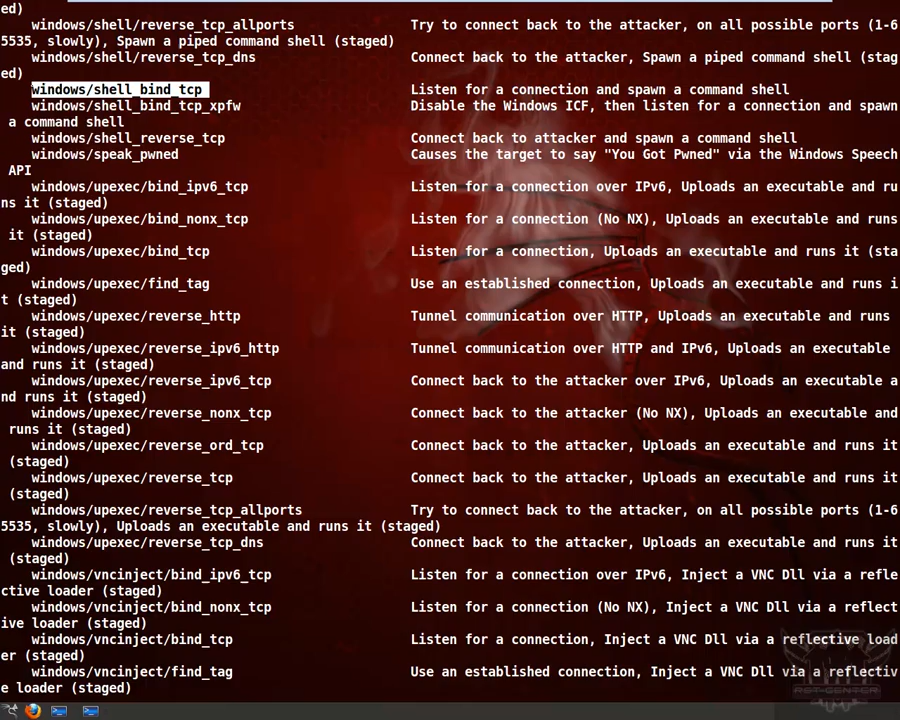 ed)
    windows/shell/reverse_tcp_allports               Try to connect back to the attacker, on all possible ports (1-6
5535, slowly), Spawn a piped command shell (staged)
    windows/shell/reverse_tcp_dns                    Connect back to the attacker, Spawn a piped command shell (stag
ed)
    windows/shell_bind_tcp                           Listen for a connection and spawn a command shell
    windows/shell_bind_tcp_xpfw                      Disable the Windows ICF, then listen for a connection and spawn
 a command shell
    windows/shell_reverse_tcp                        Connect back to attacker and spawn a command shell
    windows/speak_pwned                              Causes the target to say "You Got Pwned" via the Windows Speech
 API
    windows/upexec/bind_ipv6_tcp                     Listen for a connection over IPv6, Uploads an executable and ru
ns it (staged)
    windows/upexec/bind_nonx_tcp                     Listen for a connection (No NX), Uploads an executable and runs
 it (staged)
    windows/upexec/bind_tcp                          Listen for a connection, Uploads an executable and runs it (sta
ged)
    windows/upexec/find_tag                          Use an established connection, Uploads an executable and runs i
t (staged)
    windows/upexec/reverse_http                      Tunnel communication over HTTP, Uploads an executable and runs
it (staged)
    windows/upexec/reverse_ipv6_http                 Tunnel communication over HTTP and IPv6, Uploads an executable
and runs it (staged)
    windows/upexec/reverse_ipv6_tcp                  Connect back to the attacker over IPv6, Uploads an executable a
nd runs it (staged)
    windows/upexec/reverse_nonx_tcp                  Connect back to the attacker (No NX), Uploads an executable and
 runs it (staged)
    windows/upexec/reverse_ord_tcp                   Connect back to the attacker, Uploads an executable and runs it
 (staged)
    windows/upexec/reverse_tcp                       Connect back to the attacker, Uploads an executable and runs it
 (staged)
    windows/upexec/reverse_tcp_allports              Try to connect back to the attacker, on all possible ports (1-6
5535, slowly), Uploads an executable and runs it (staged)
    windows/upexec/reverse_tcp_dns                   Connect back to the attacker, Uploads an executable and runs it
 (staged)
    windows/vncinject/bind_ipv6_tcp                  Listen for a connection over IPv6, Inject a VNC Dll via a refle
ctive loader (staged)
    windows/vncinject/bind_nonx_tcp                  Listen for a connection (No NX), Inject a VNC Dll via a reflect
ive loader (staged)
    windows/vncinject/bind_tcp                       Listen for a connection, Inject a VNC Dll via a reflective load
er (staged)
    windows/vncinject/find_tag                       Use an established connection, Inject a VNC Dll via a reflectiv
e loader (staged)
RST-CENTER